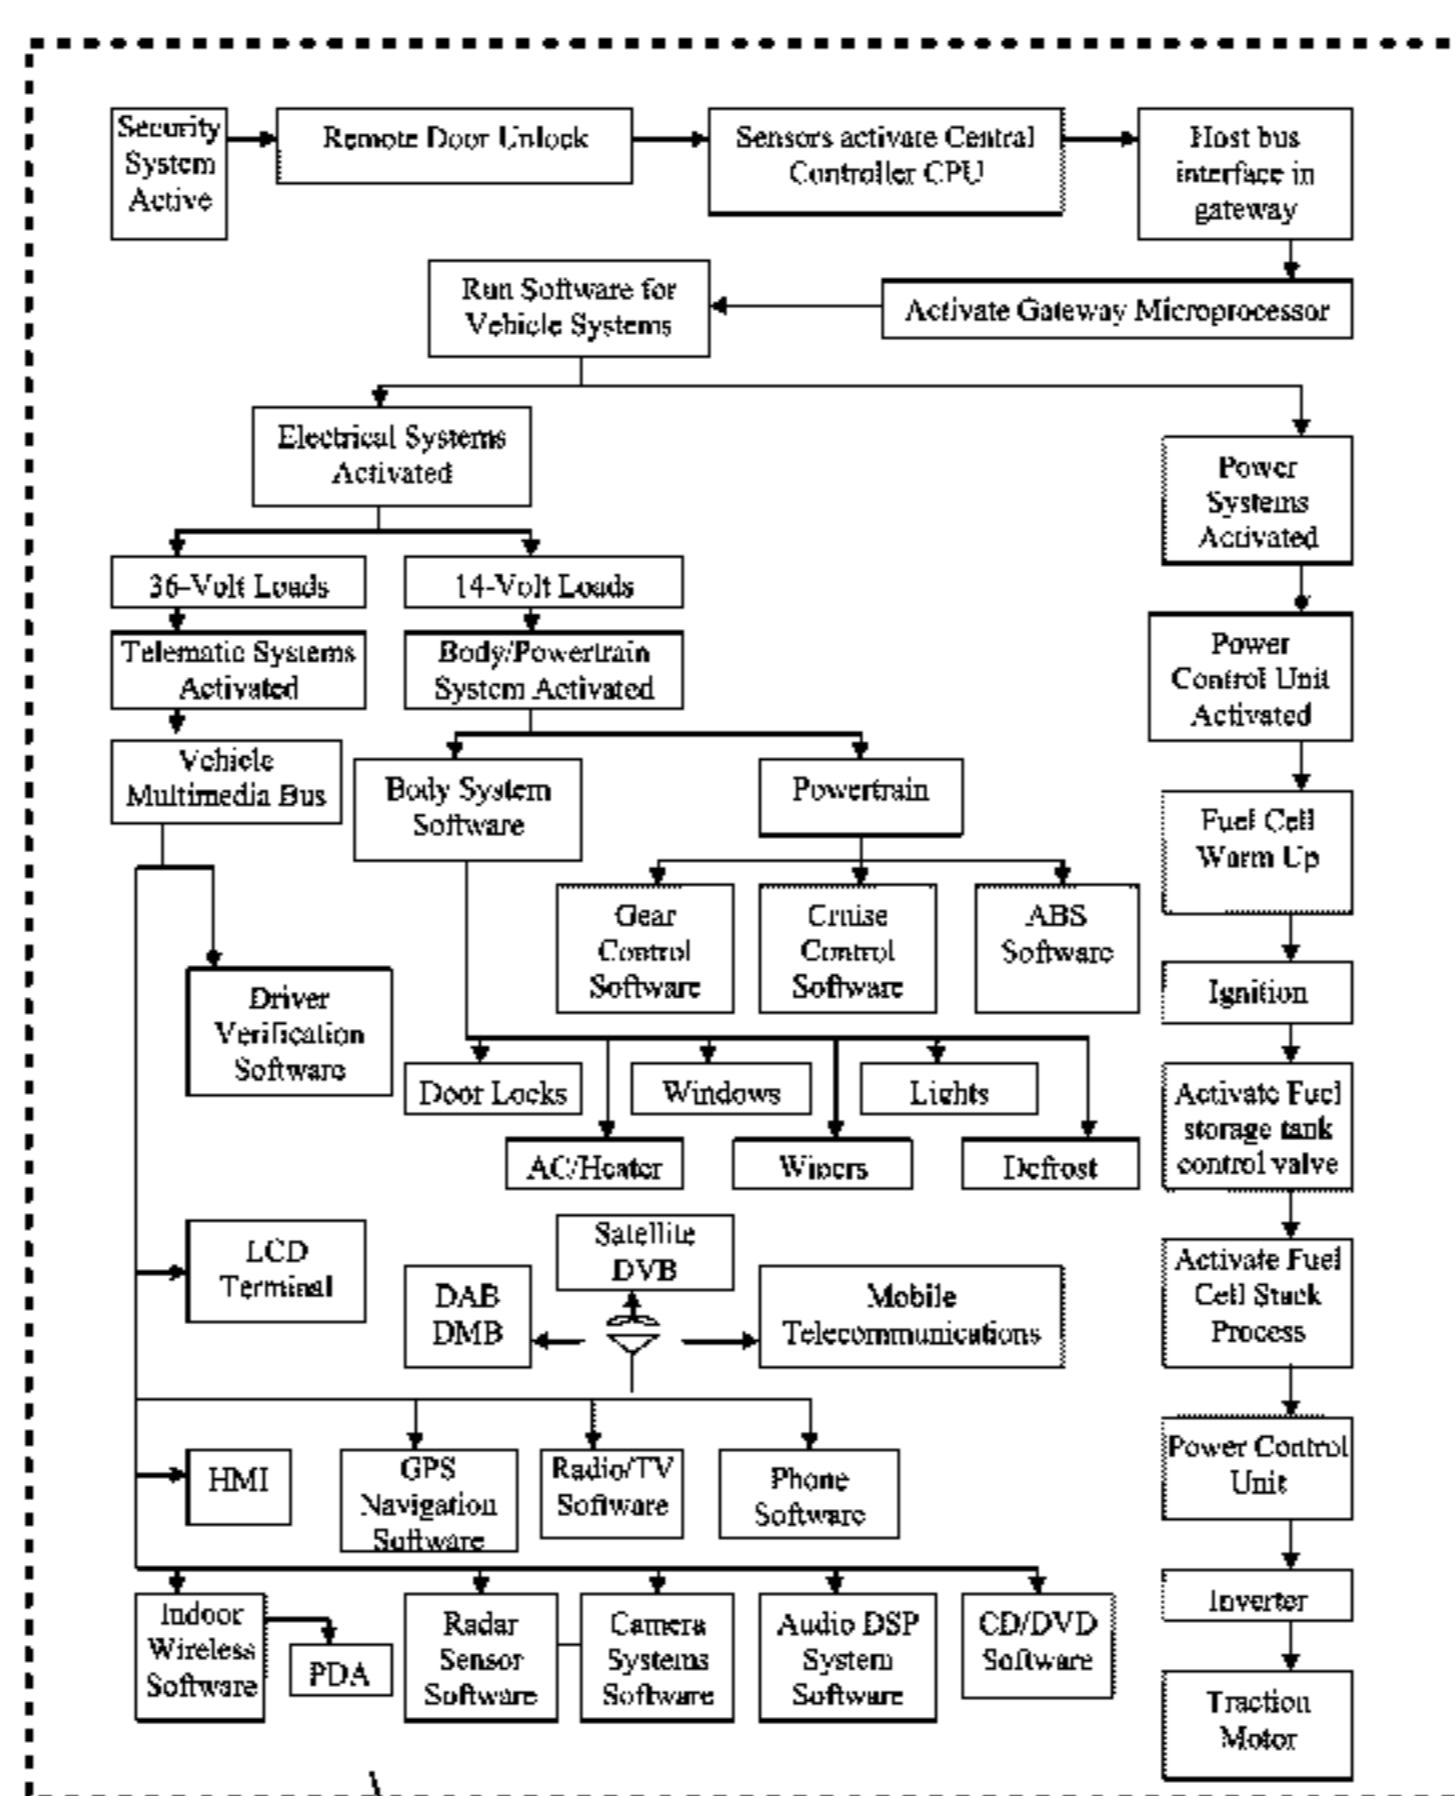 Security
System
Active
Remote Door Unlock
Sensors activate Central
Controller CPU
Host bus
interface in
gateway
Run Software for
Vehicle Systems
Activate Gateway Microprocessor
Electrical Systems
Activated
Power
Systems
Activated
36-Volt Loads
14-Volt Loads
Telematic Systems
Activated
Body/Powertrain
System Activated
Power
Control Unit
Activated
Vehicle
Multimedia Bus
Body System
Software
Powertrain
Fuel Cell
Warm Up
Gear
Control
Software
Cruise
Control
Software
ABS
Software
Ignition
Driver
Verification
Software
Door Locks
Windows
Lights
Activate Fuel
storage tank
control valve
AC/Heater
Wipers
Defrost
LCD
Terminal
Satellite
DVB
DAB
DMB
Mobile
Telecommunications
Activate Fuel
Cell Stack
Process
HMI
GPS
Navigation
Software
Radio/TV
Software
Phone
Software
Power Control
Unit
Indoor
Wireless
Software
PDA
Radar
Sensor
Software
Camera
Systems
Software
Audio DSP
System
Software
CD/DVD
Software
Inverter
Traction
Motor